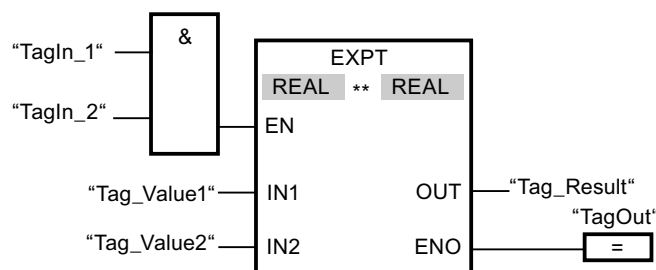 &
“TagIn_1“
“TagIn_2“
EXPT
REAL ** REAL
EN
“Tag_Value1“ IN1 OUT “Tag_Result“
“TagOut“
“Tag_Value2“ IN2 ENO =